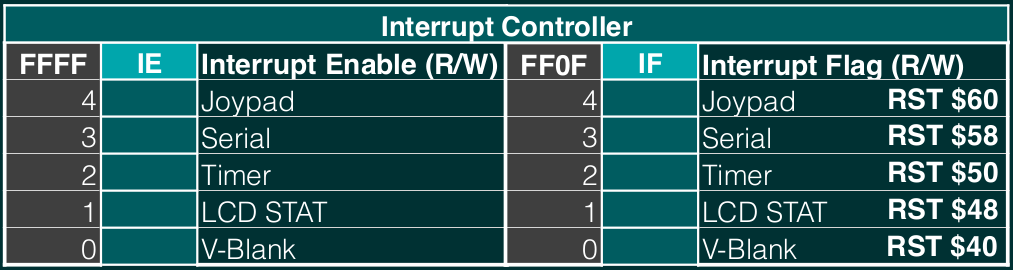 Interrupt Controller
FFFF IE Interrupt Enable (R/W) FF0F IF Interrupt Flag (R/W)
4 Joypad 4 Joypad RST $60
3 Serial 3 Serial RST $58
2 Timer 2 Timer RST $50
1 LCD STAT 1 LCD STAT RST $48
0 V-Blank 0 V-Blank RST $40